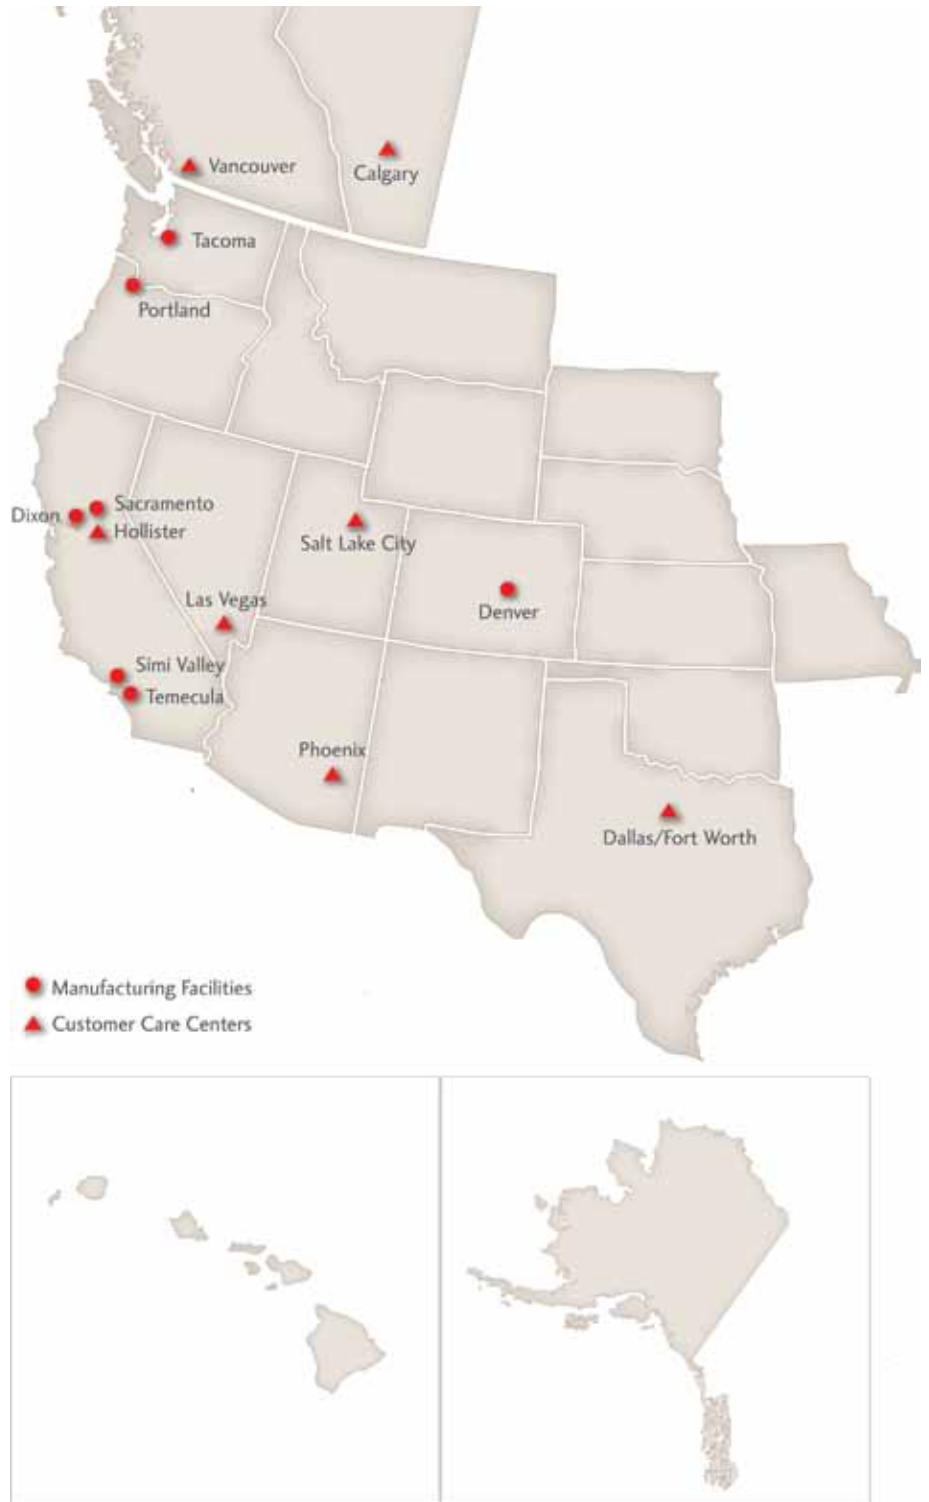 Vancouver
Calgary
Tacoma
Portland
Sacramento
Dixon
Hollister
Salt Lake City
Las Vegas
Denver
Simi Valley
Temecula
Phoenix
Dallas/Fort Worth
Manufacturing Facilities
Customer Care Centers